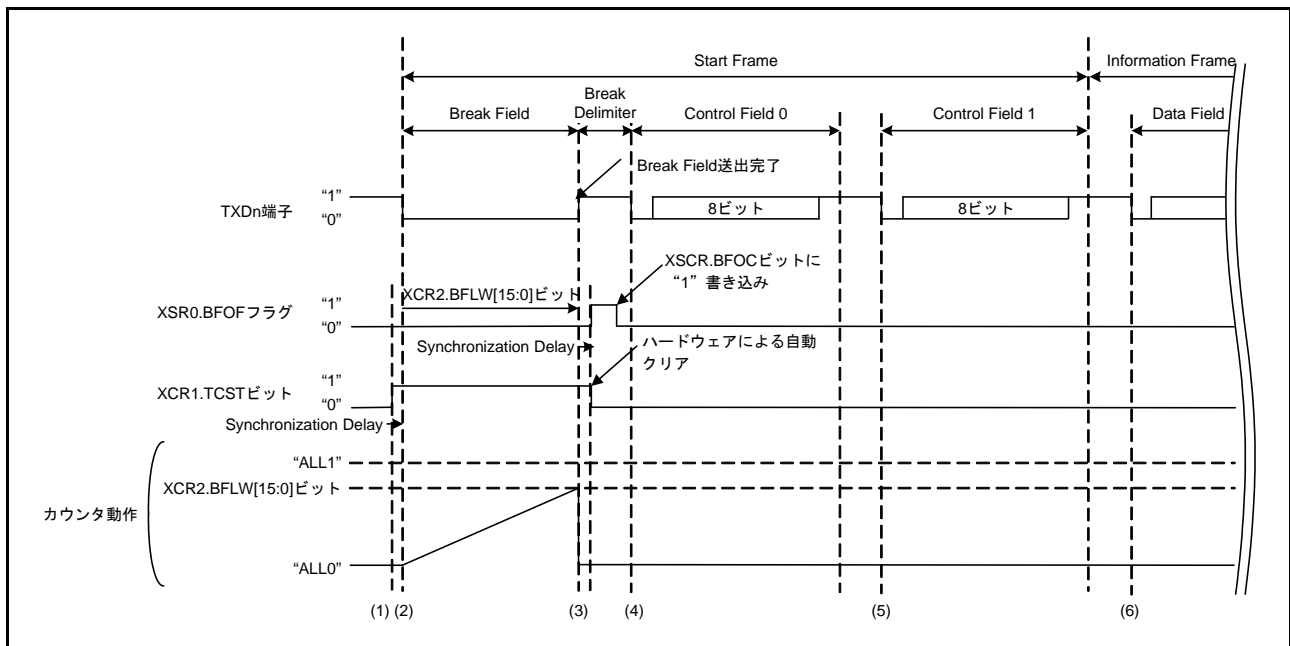 Start Frame
Information Frame
Break Field
Break
Delimiter
Control Field 0
Control Field 1
Data Field
Break Field送出完了
TXDn端子
“1”
“0”
8ビット
8ビット
XSCR.BFOCビットに
“1”書き込み
XSR0.BFOFフラグ
“1”
“0”
XCR2.BFLW[15:0]ビット
Synchronization Delay
ハードウェアによる自動
クリア
XCR1.TCSTビット
“1”
“0”
Synchronization Delay
カウンタ動作
“ALL1”
XCR2.BFLW[15:0]ビット
“ALL0”
(1) (2) (3) (4) (5) (6)